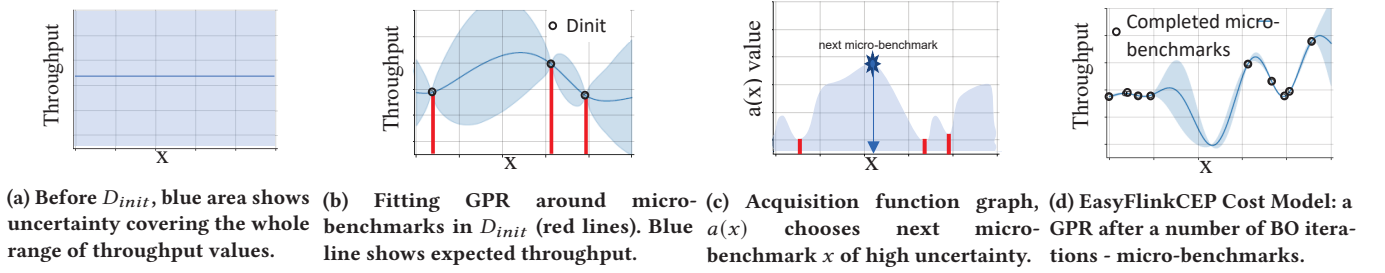 Throughput
X
(a) Before D_init, blue area shows
uncertainty covering the whole
range of throughput values.
Throughput
Dinit
X
(b) Fitting GPR around micro-
benchmarks in D_init (red lines). Blue
line shows expected throughput.
a(x) value
next micro-benchmark
X
(c) Acquisition function graph,
a(x) chooses next micro-
benchmark x of high uncertainty.
Throughput
Completed micro-
benchmarks
X
(d) EasyFlinkCEP Cost Model: a
GPR after a number of BO itera-
tions - micro-benchmarks.